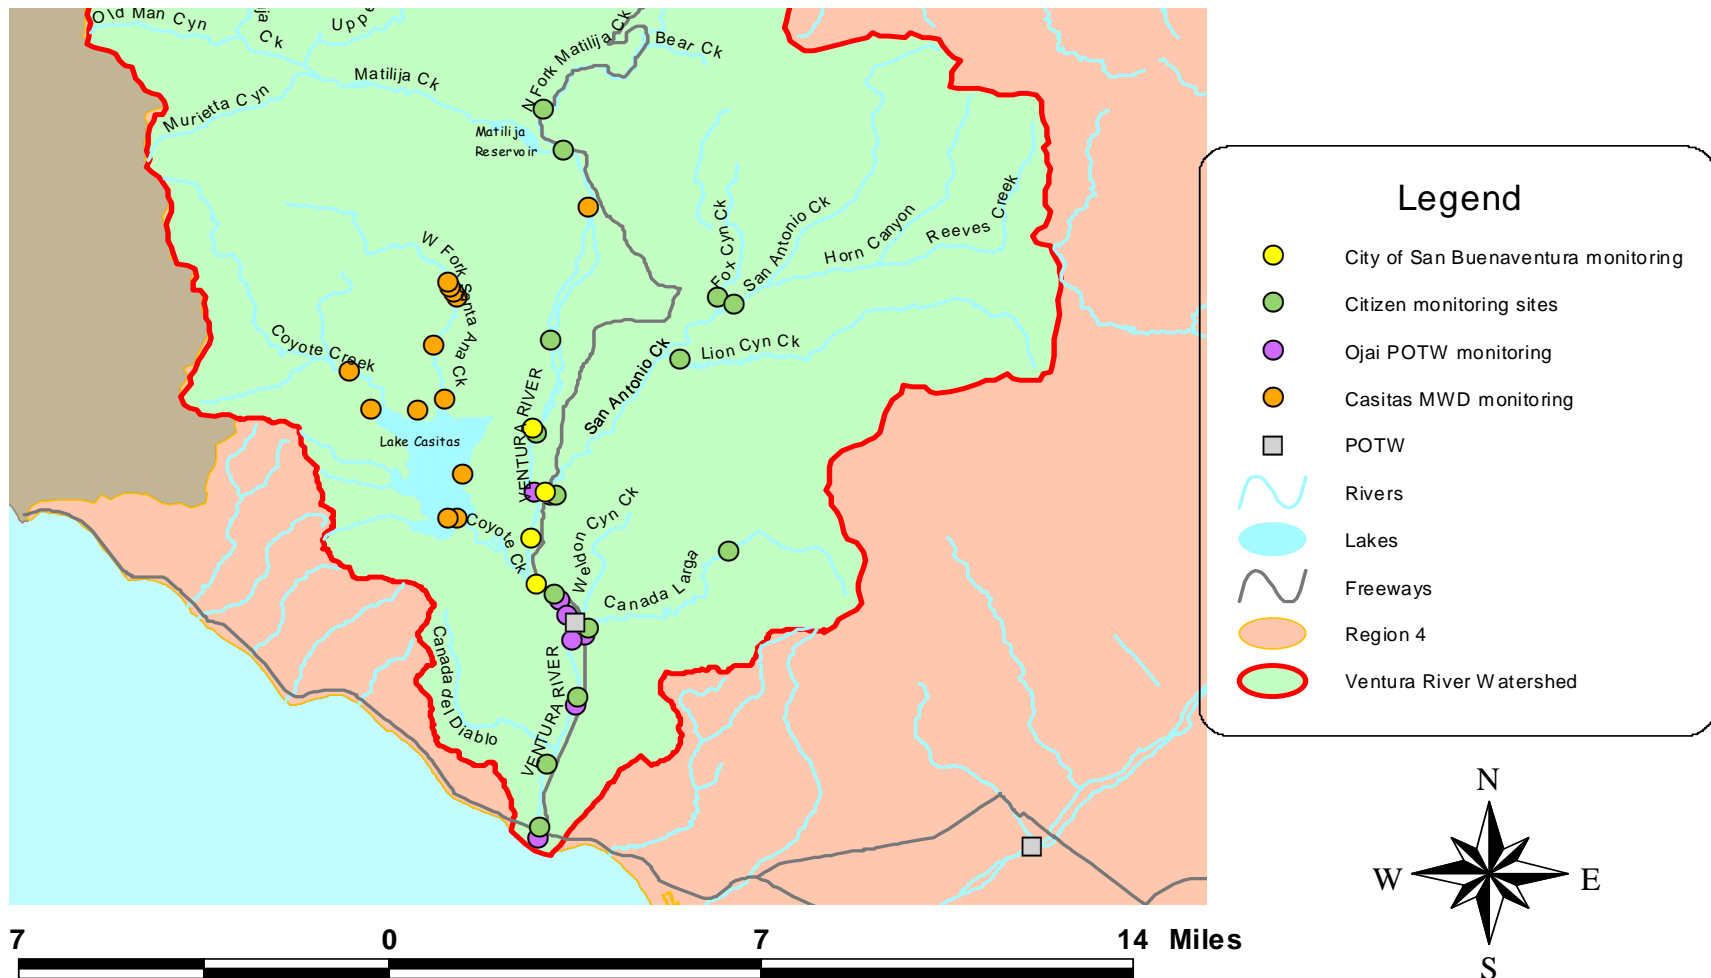 Old Man Cyn
ija
Ck
Uppe
N Fork Matilija Ck
Bear Ck
Matilija Ck
Murietta Cyn
Matilija
Reservoir
Fox Cyn Ck
San Antonio Ck
Horn Canyon
Reeves Creek
W Fork
Santa Ana Ck
Coyote Creek
Lion Cyn Ck
San Antonio Ck
VENTURA RIVER
Lake Casitas
Coyote Ck
Weldon Cyn Ck
Canada Larga
Canada del Diablo
VENTURA RIVER
Legend
City of San Buenaventura monitoring
Citizen monitoring sites
Ojai POTW monitoring
Casitas MWD monitoring
POTW
Rivers
Lakes
Freeways
Region 4
Ventura River Watershed
N
W E
S
7 0 7 14 Miles